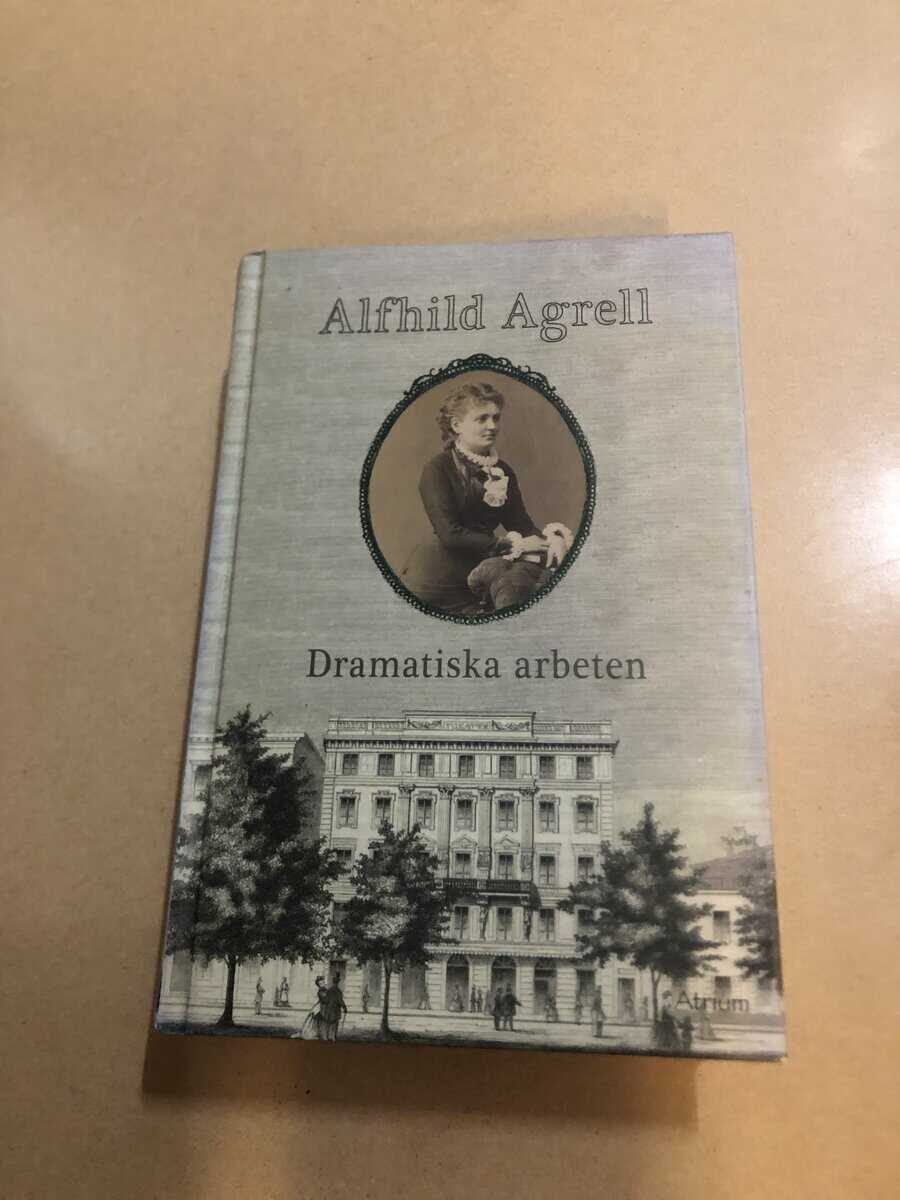 Alfhild Agrell
Dramatiska arbeten
Atrium